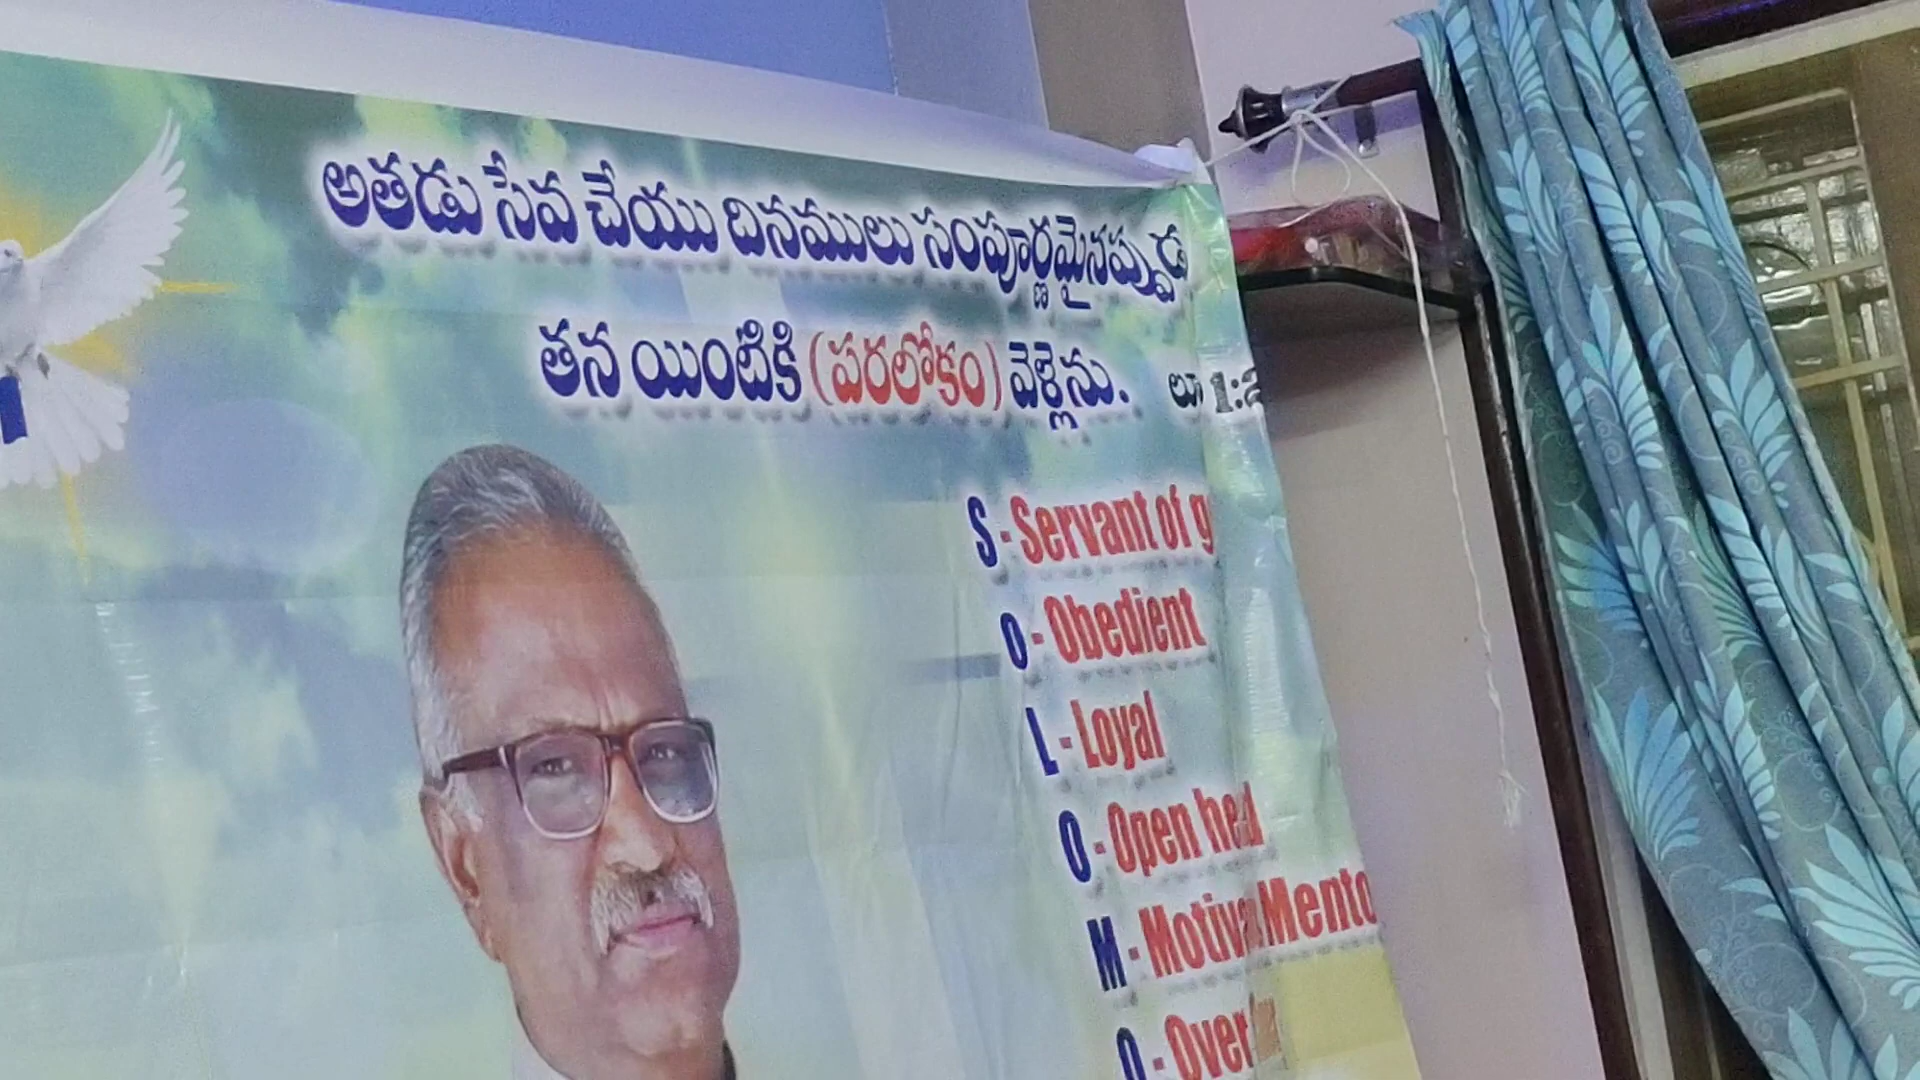 అతడు సేవ చేయు దినములు సంపూర్ణమైనప్పుడ
తన యింటికి (పరలోకం) వెళ్లెను. లూ 1:2
S - Servant of g
O - Obedient
L - Loyal
O - Open hea
M - Motiva Mento
O - Over